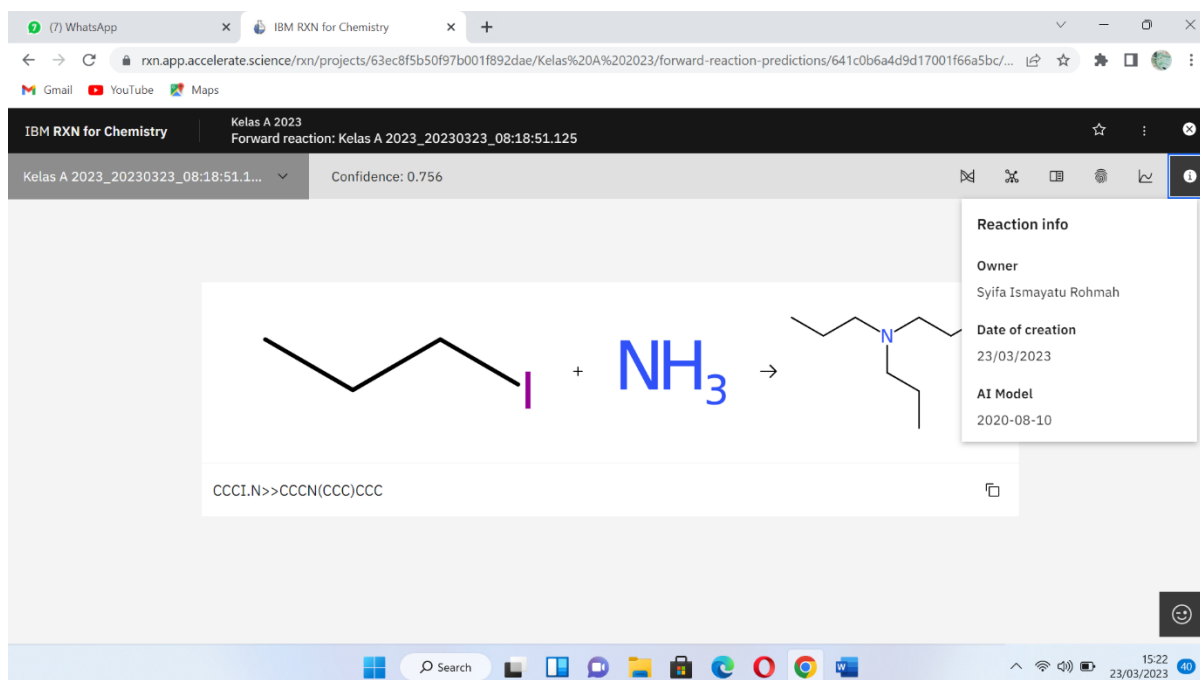 7 (7) WhatsApp
IBM RXN for Chemistry
rxn.app.accelerate.science/rxn/projects/63ec8f5b50f97b001f892dae/Kelas%20A%202023/forward-reaction-predictions/641c0b6a4d9d17001f66a5bc/...
Gmail YouTube Maps
IBM RXN for Chemistry
Kelas A 2023
Forward reaction: Kelas A 2023_20230323_08:18:51.125
Kelas A 2023_20230323_08:18:51.1...
Confidence: 0.756
Reaction info
Owner
Syifa Ismayatu Rohmah
Date of creation
23/03/2023
AI Model
2020-08-10
I + NH3 → N
CCCI.N>>CCCN(CCC)CCC
Search
W
15:22
23/03/2023
40